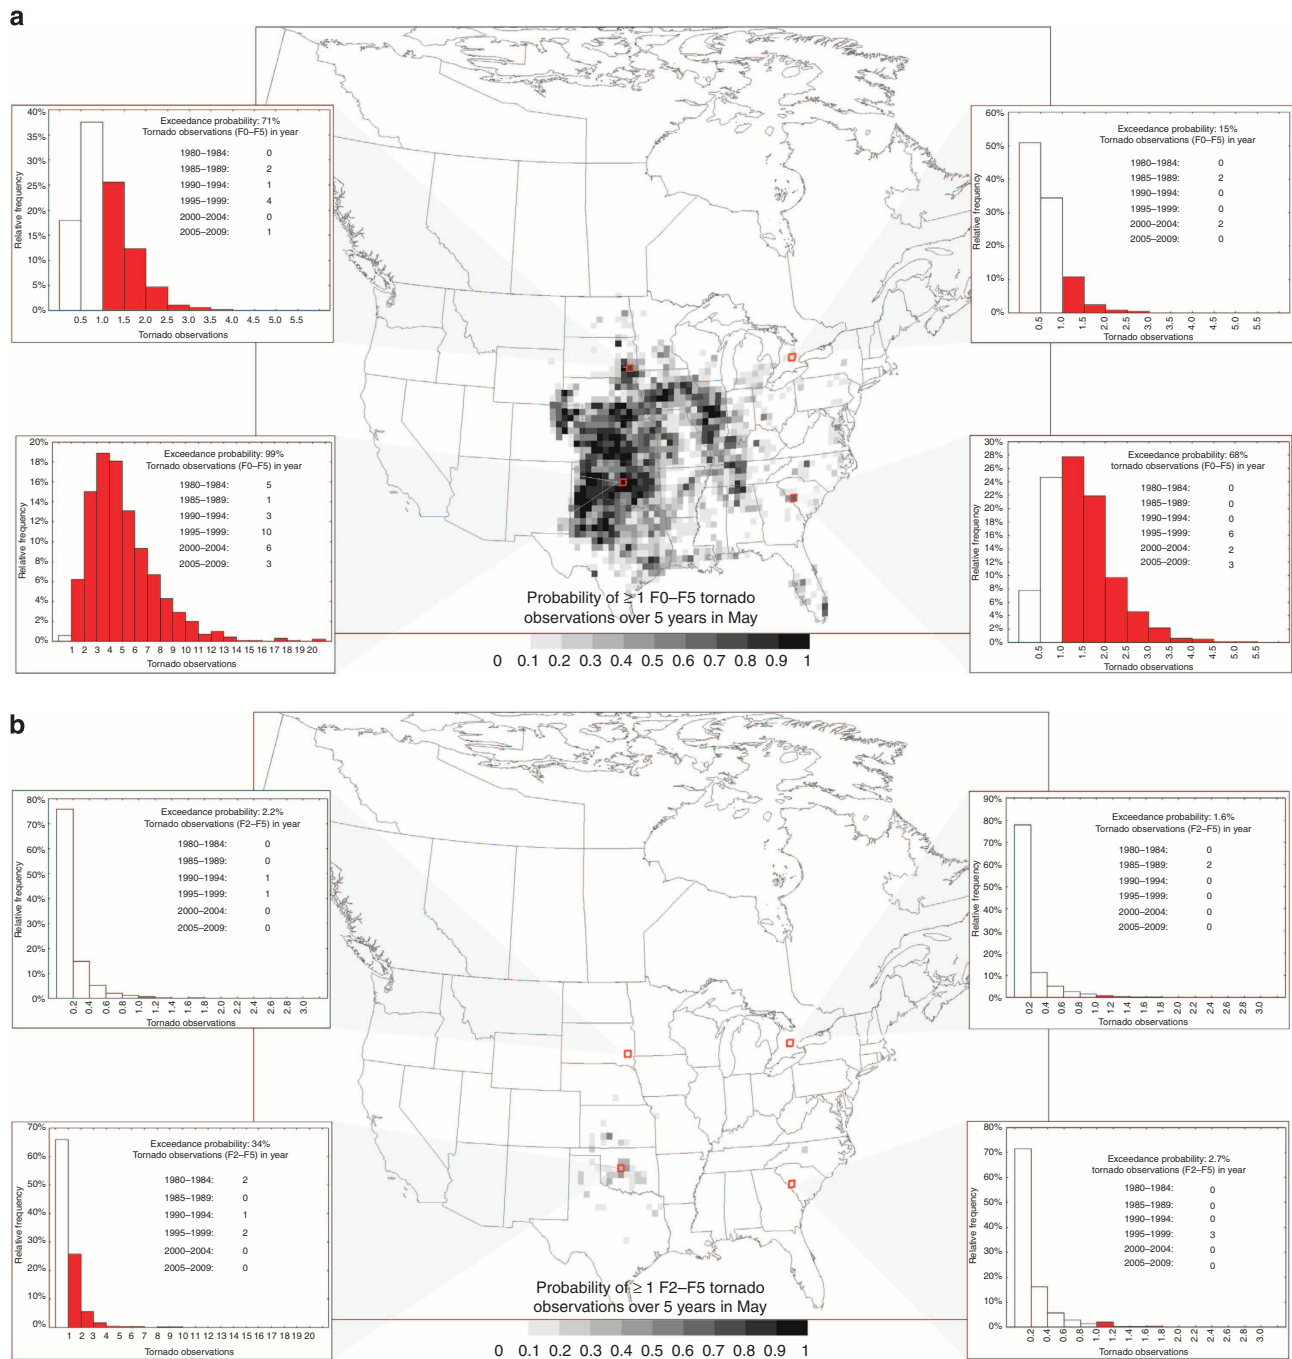 a
Exceedance probability: 71%
Tornado observations (F0–F5) in year
1980–1984: 0
1985–1989: 2
1990–1994: 1
1995–1999: 4
2000–2004: 0
2005–2009: 1
Relative frequency
40%
35%
30%
25%
20%
15%
10%
5%
0%
0.5 1.0 1.5 2.0 2.5 3.0 3.5 4.0 4.5 5.0 5.5
Tornado observations
Exceedance probability: 15%
Tornado observations (F0–F5) in year
1980–1984: 0
1985–1989: 2
1990–1994: 0
1995–1999: 0
2000–2004: 2
2005–2009: 0
Relative frequency
60%
50%
40%
30%
20%
10%
0%
0.5 1.0 1.5 2.0 2.5 3.0 3.5 4.0 4.5 5.0 5.5
Tornado observations
Exceedance probability: 99%
Tornado observations (F0–F5) in year
1980–1984: 5
1985–1989: 1
1990–1994: 3
1995–1999: 10
2000–2004: 6
2005–2009: 3
Relative frequency
20%
18%
16%
14%
12%
10%
8%
6%
4%
2%
0%
1 2 3 4 5 6 7 8 9 10 11 12 13 14 15 16 17 18 19 20
Tornado observations
Exceedance probability: 68%
tornado observations (F0–F5) in year
1980–1984: 0
1985–1989: 0
1990–1994: 0
1995–1999: 6
2000–2004: 2
2005–2009: 3
Relative frequency
30%
28%
26%
24%
22%
20%
18%
16%
14%
12%
10%
8%
6%
4%
2%
0%
0.5 1.0 1.5 2.0 2.5 3.0 3.5 4.0 4.5 5.0 5.5
Tornado observations
Probability of ≥ 1 F0–F5 tornado
observations over 5 years in May
0 0.1 0.2 0.3 0.4 0.5 0.6 0.7 0.8 0.9 1
b
Exceedance probability: 2.2%
Tornado observations (F2–F5) in year
1980–1984: 0
1985–1989: 0
1990–1994: 1
1995–1999: 1
2000–2004: 0
2005–2009: 0
Relative frequency
80%
70%
60%
50%
40%
30%
20%
10%
0%
0.2 0.4 0.6 0.8 1.0 1.2 1.4 1.6 1.8 2.0 2.2 2.4 2.6 2.8 3.0
Tornado observations
Exceedance probability: 1.6%
Tornado observations (F2–F5) in year
1980–1984: 0
1985–1989: 2
1990–1994: 0
1995–1999: 0
2000–2004: 0
2005–2009: 0
Relative frequency
90%
80%
70%
60%
50%
40%
30%
20%
10%
0%
0.2 0.4 0.6 0.8 1.0 1.2 1.4 1.6 1.8 2.0 2.2 2.4 2.6 2.8 3.0
Tornado observations
Exceedance probability: 34%
Tornado observations (F2–F5) in year
1980–1984: 2
1985–1989: 0
1990–1994: 1
1995–1999: 2
2000–2004: 0
2005–2009: 0
Relative frequency
70%
60%
50%
40%
30%
20%
10%
0%
1 2 3 4 5 6 7 8 9 10 11 12 13 14 15 16 17 18 19 20 21
Tornado observations
Exceedance probability: 2.7%
tornado observations (F2–F5) in year
1980–1984: 0
1985–1989: 0
1990–1994: 0
1995–1999: 3
2000–2004: 0
2005–2009: 0
Relative frequency
80%
70%
60%
50%
40%
30%
20%
10%
0%
0.2 0.4 0.6 0.8 1.0 1.2 1.4 1.6 1.8 2.0 2.2 2.4 2.6 2.8 3.0
Tornado observations
Probability of ≥ 1 F2–F5 tornado
observations over 5 years in May
0 0.1 0.2 0.3 0.4 0.5 0.6 0.7 0.8 0.9 1